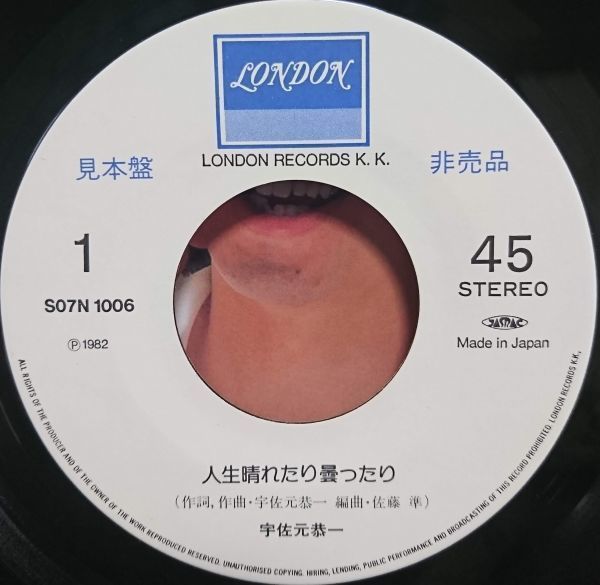 LONDON
LONDON RECORDS K.K.
見本盤
非売品
1
45
STEREO
S07N 1006
JASRAC
Ⓟ1982
Made in Japan
人生晴れたり曇ったり
(作詞,作曲・宇佐元恭一 編曲・佐藤 準)
宇佐元恭一
ALL RIGHTS OF THE PRODUCER AND OF THE OWNER OF THE WORK REPRODUCED RESERVED. UNAUTHORISED COPYING. HIRING, LENDING, PUBLIC PERFORMANCE AND BROADCASTING OF THIS RECORD PROHIBITED. LONDON RECORDS K.K.